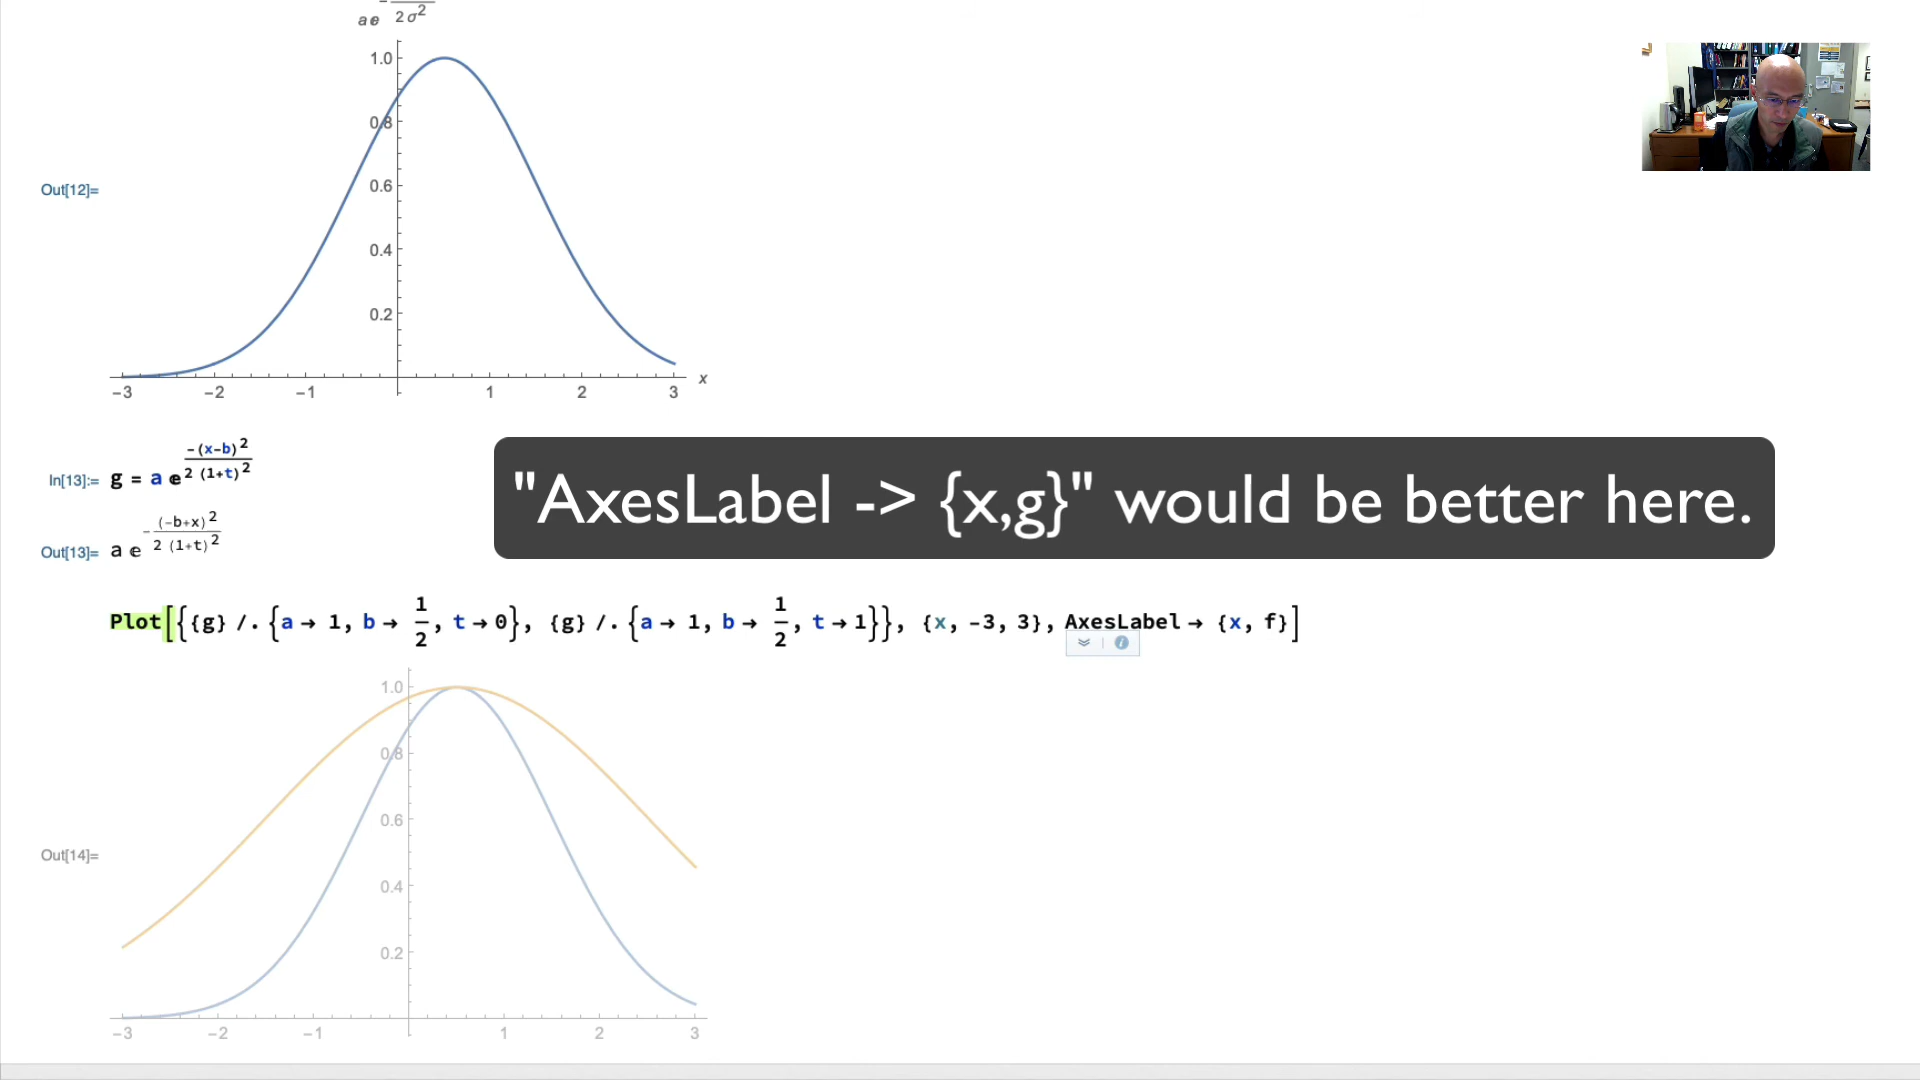 a e^(-/(2 σ^2))
1.0
0.8
Out[12]=
0.6
0.4
0.2
x
-3 -2 -1 1 2 3
In[13]:= g = a e^(-(x-b)^2/(2 (1+t)^2))
"AxesLabel -> {x,g}" would be better here.
Out[13]= a e^(-(-b+x)^2/(2 (1+t)^2))
Plot[{{g} /. {a → 1, b → 1/2, t → 0}, {g} /. {a → 1, b → 1/2, t → 1}}, {x, -3, 3}, AxesLabel → {x, f}]
1.0
0.8
0.6
Out[14]=
0.4
0.2
-3 -2 -1 1 2 3